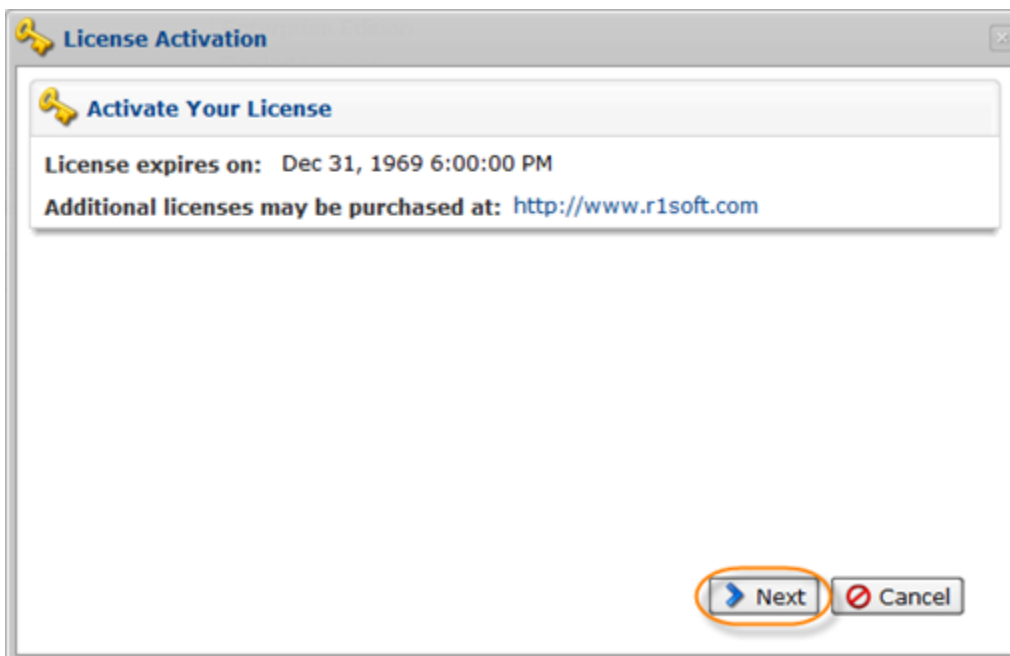 License Activation
Activate Your License
License expires on: Dec 31, 1969 6:00:00 PM
Additional licenses may be purchased at: http://www.r1soft.com
Next Cancel